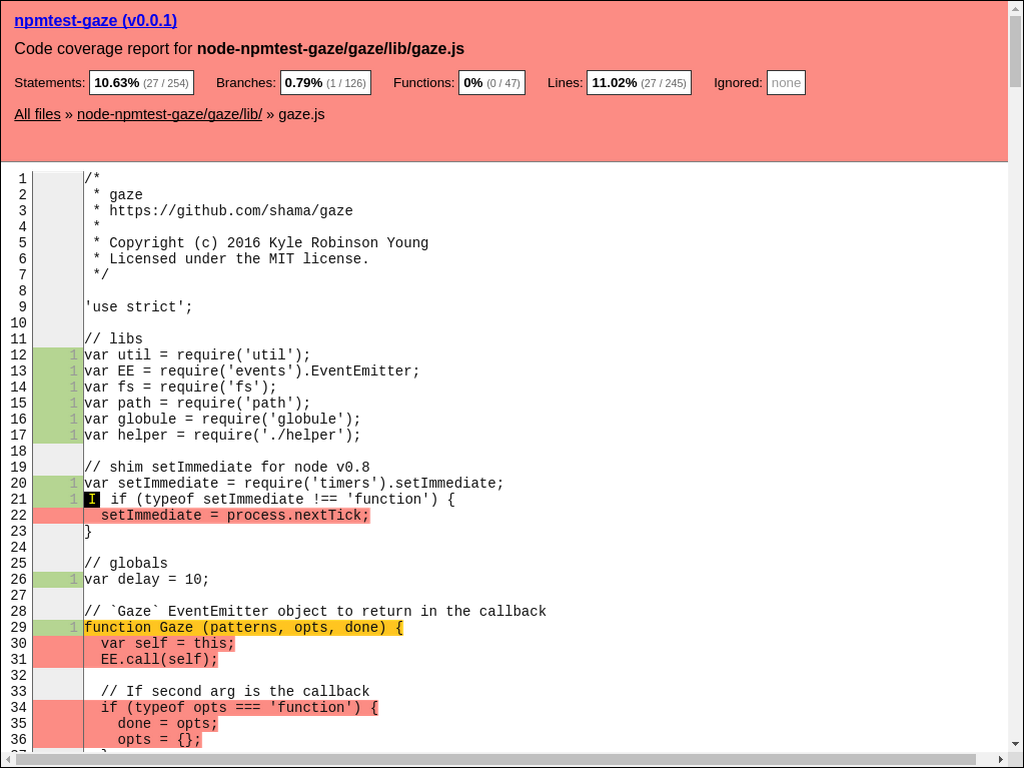 npmtest-gaze (v0.0.1)
Code coverage report for node-npmtest-gaze/gaze/lib/gaze.js
Statements: 10.63% (27 / 254) Branches: 0.79% (1 / 126) Functions: 0% (0 / 47) Lines: 11.02% (27 / 245) Ignored: none
All files » node-npmtest-gaze/gaze/lib/ » gaze.js
1 /*
2  * gaze
3  * https://github.com/shama/gaze
4  *
5  * Copyright (c) 2016 Kyle Robinson Young
6  * Licensed under the MIT license.
7  */
8
9 'use strict';
10
11 // libs
12 1 var util = require('util');
13 1 var EE = require('events').EventEmitter;
14 1 var fs = require('fs');
15 1 var path = require('path');
16 1 var globule = require('globule');
17 1 var helper = require('./helper');
18
19 // shim setImmediate for node v0.8
20 1 var setImmediate = require('timers').setImmediate;
21 1 I if (typeof setImmediate !== 'function') {
22   setImmediate = process.nextTick;
23 }
24
25 // globals
26 1 var delay = 10;
27
28 // `Gaze` EventEmitter object to return in the callback
29 1 function Gaze (patterns, opts, done) {
30   var self = this;
31   EE.call(self);
32
33   // If second arg is the callback
34   if (typeof opts === 'function') {
35     done = opts;
36     opts = {};